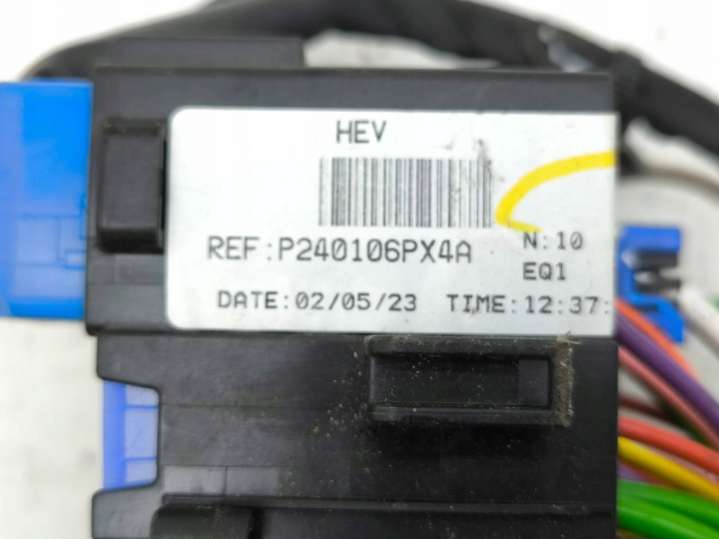 HEV
REF:P240106PX4A
N:10
EQ1
DATE:02/05/23 TIME:12:37: